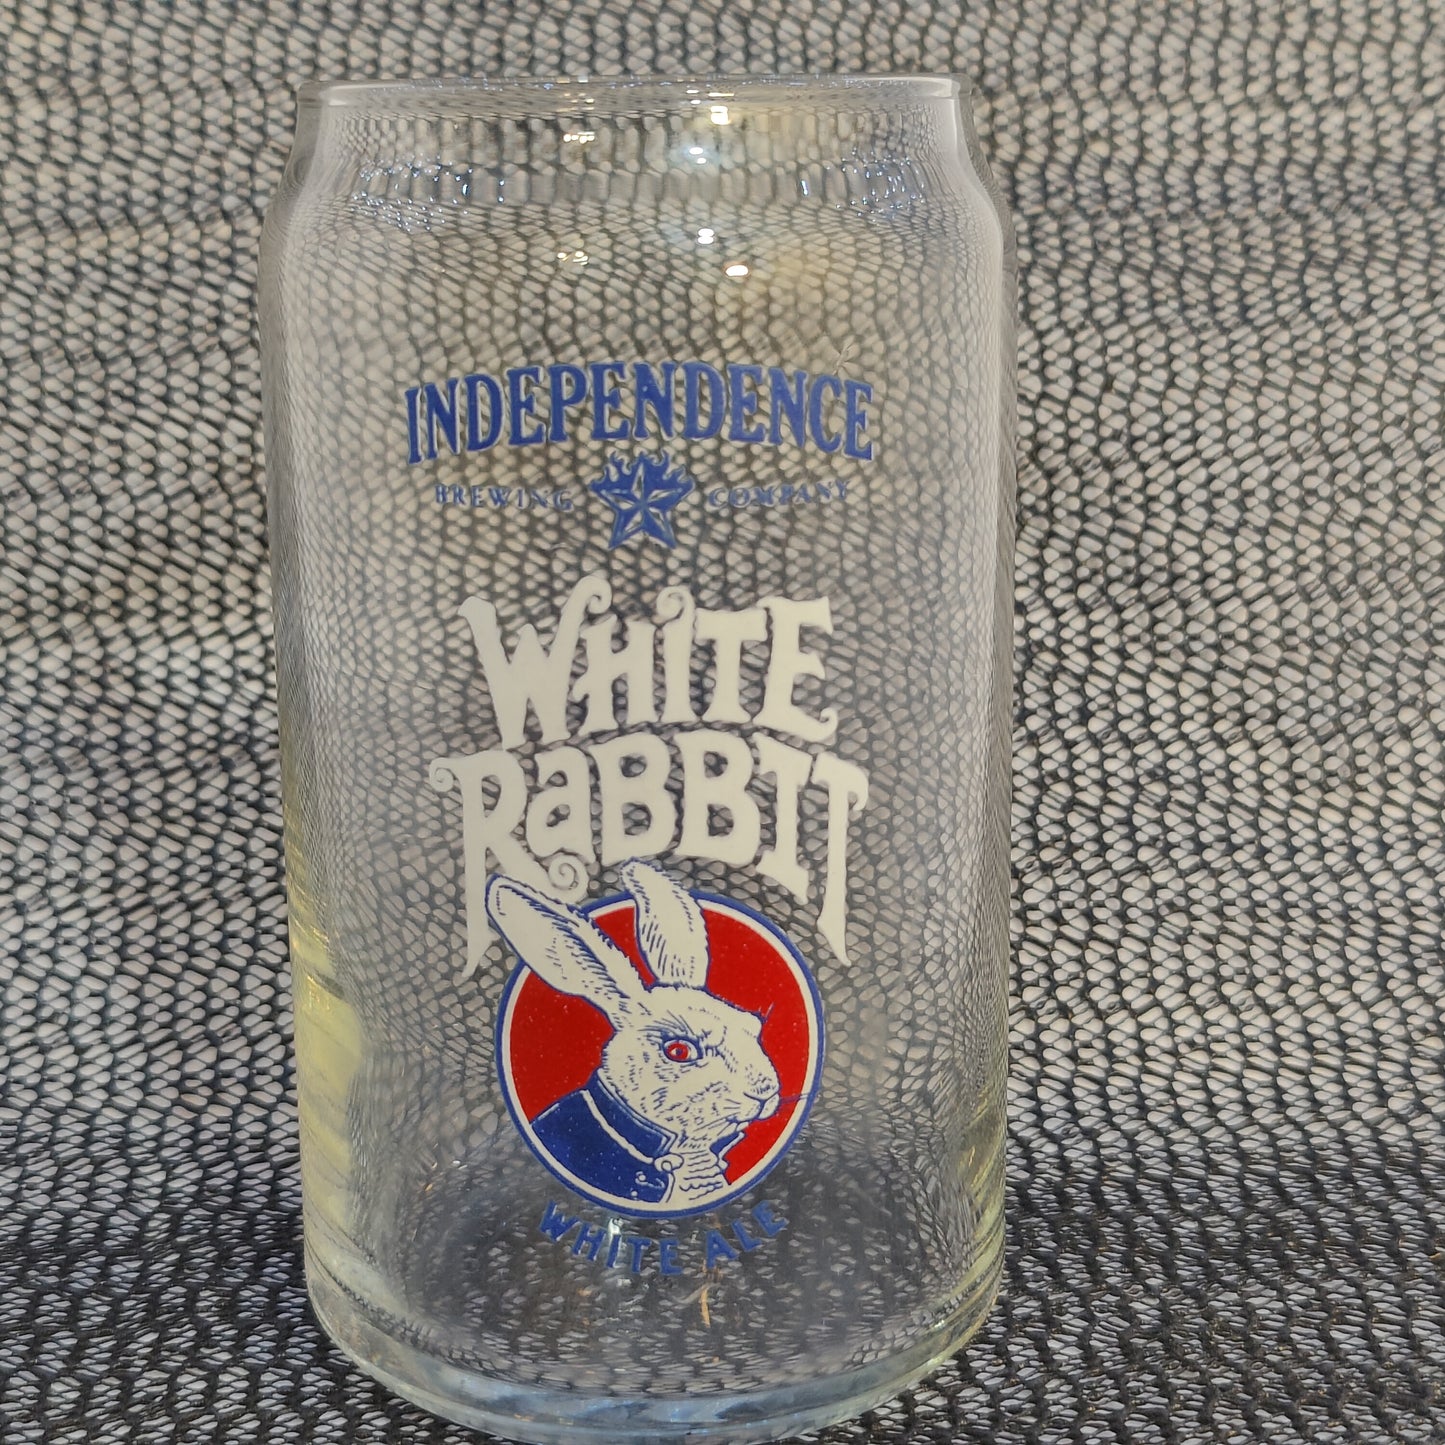 INDEPENDENCE
BREWING COMPANY
WHITE
RaBBIT
WHITE ALE